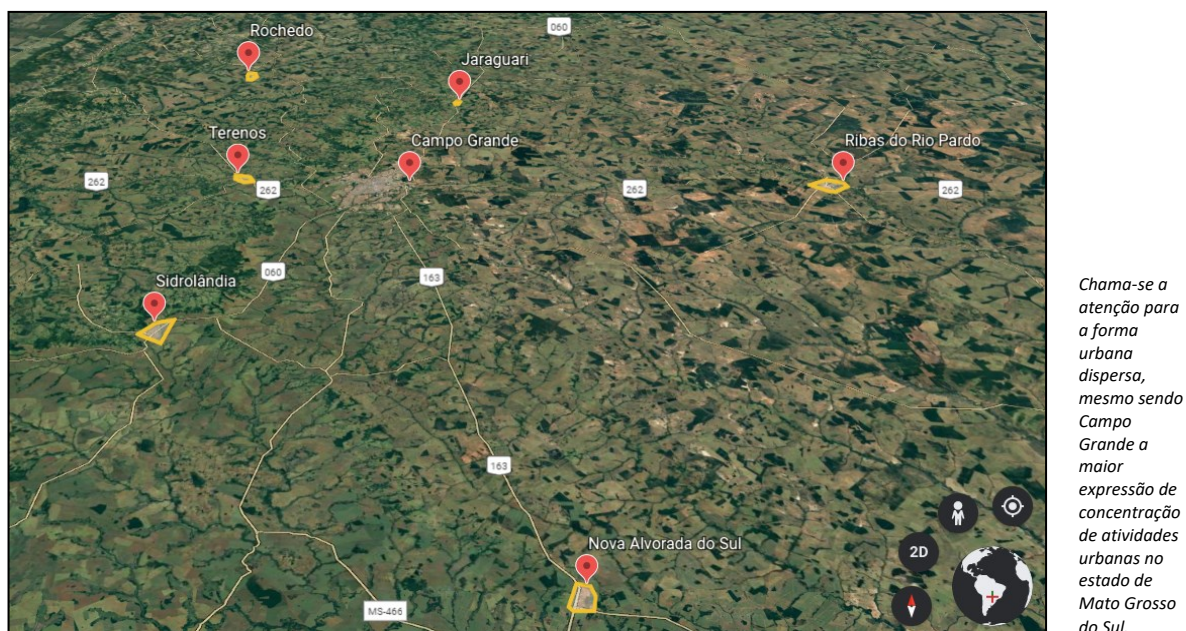 Rochedo
060
Jaraguari
Terenos
Campo Grande
Ribas do Rio Pardo
262
262
262
262
Sidrolândia
060
163
163
Nova Alvorada do Sul
2D
MS-466
Chama-se a
atenção para
a forma
urbana
dispersa,
mesmo sendo
Campo
Grande a
maior
expressão de
concentração
de atividades
urbanas no
estado de
Mato Grosso
do Sul